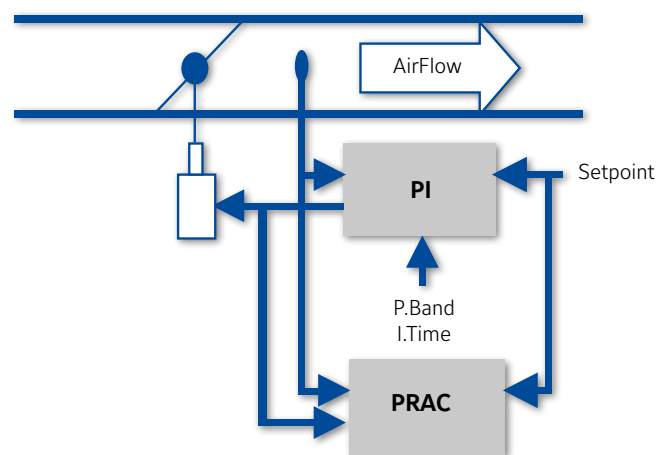 AirFlow
PI
Setpoint
P.Band
I.Time
PRAC